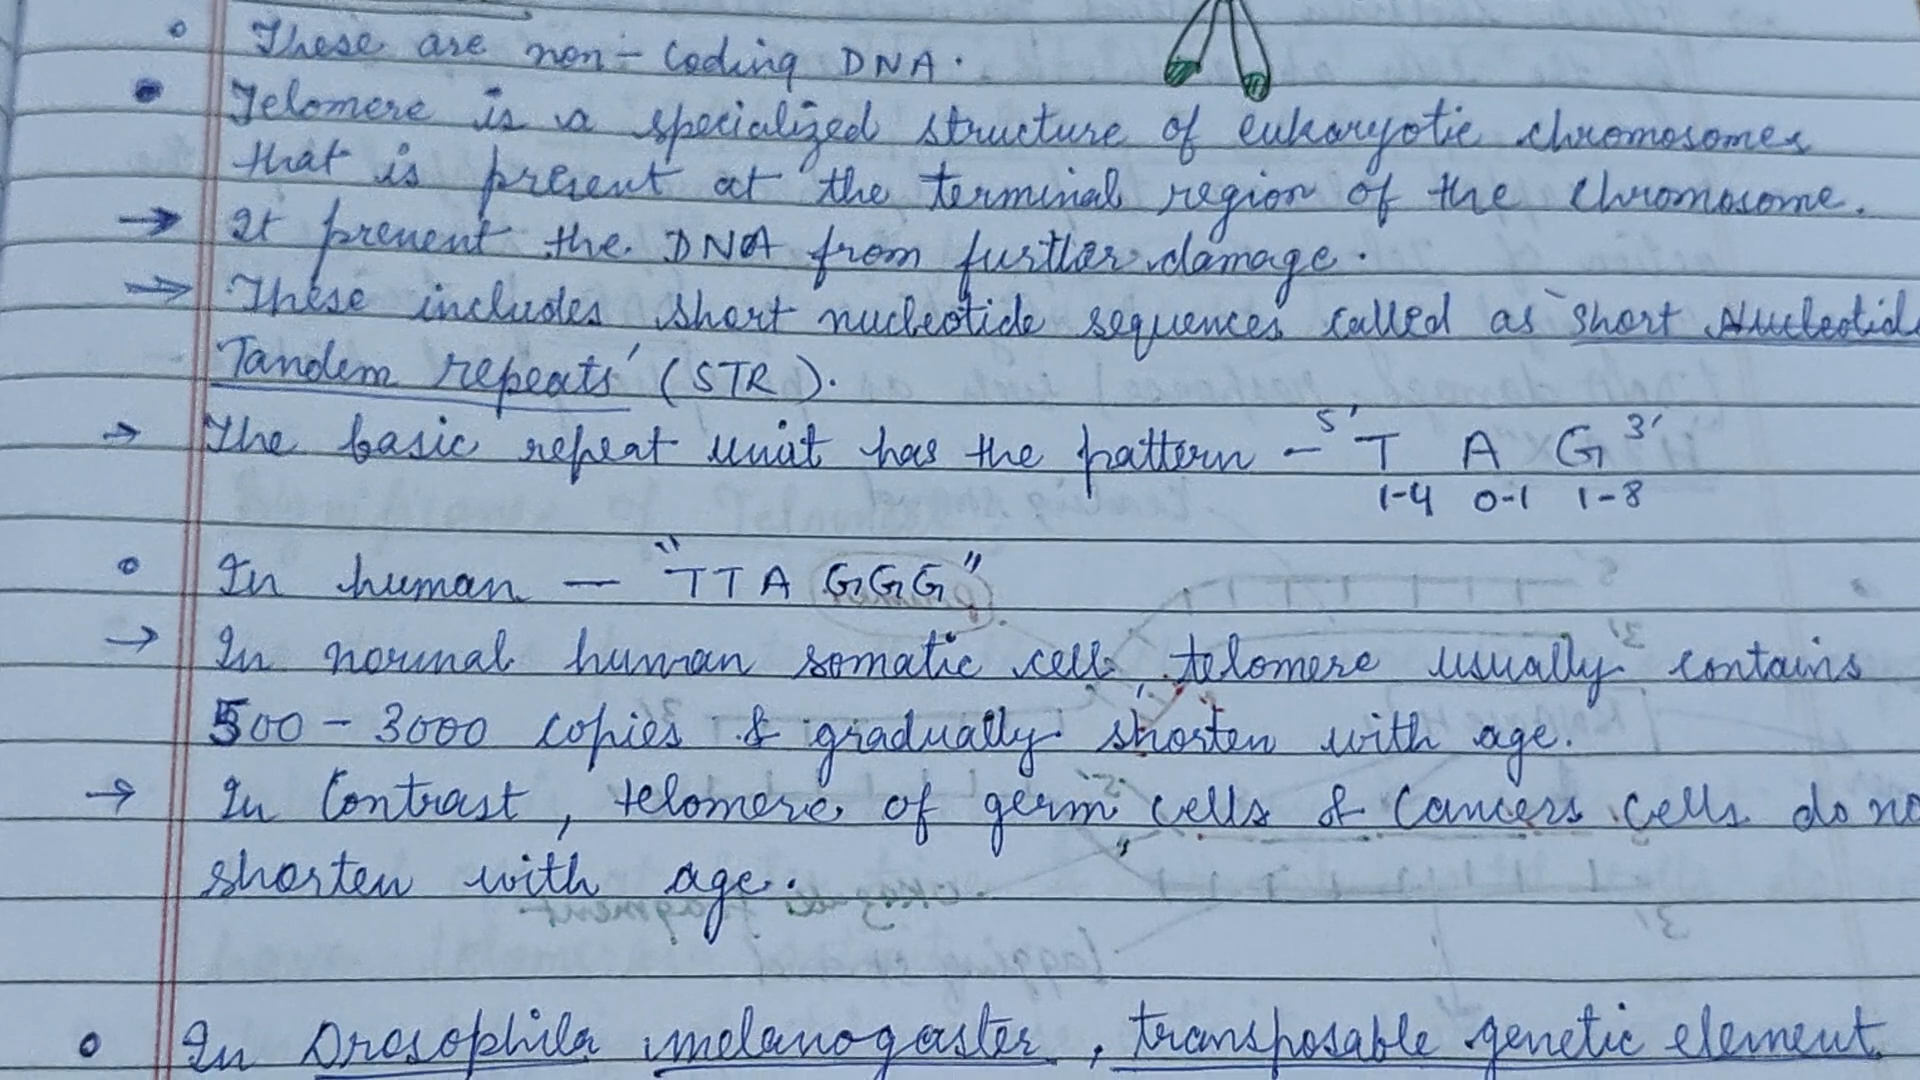 These are non-Coding DNA.
Telomere is a specialized structure of eukaryotic chromosomes
that is present at the terminal region of the Chromosome.
It prevent the DNA from further damage.
These includes short nucleotide sequences called as 'short Nucleotid
Tandem repeats' (STR).
The basic repeat unit has the pattern - 5' T A G 3'
1-4 0-1 1-8
In human — "TTA GGG"
In normal human somatic cell, telomere usually contains
500 - 3000 copies & gradually shorten with age.
In Contrast, telomere of germ cells & Cancers cells do no
shorten with age.
In Drosophila melanogaster, transposable genetic element